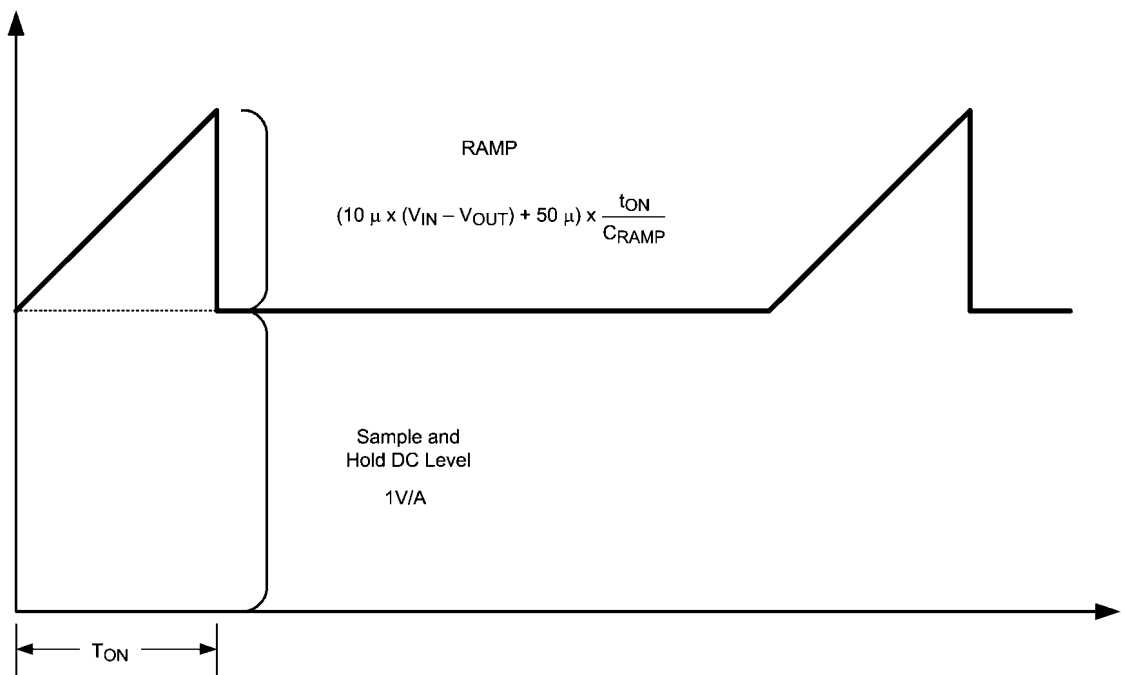 RAMP
(10 μ x (VIN – VOUT) + 50 μ) x tON / CRAMP
Sample and
Hold DC Level
1V/A
TON